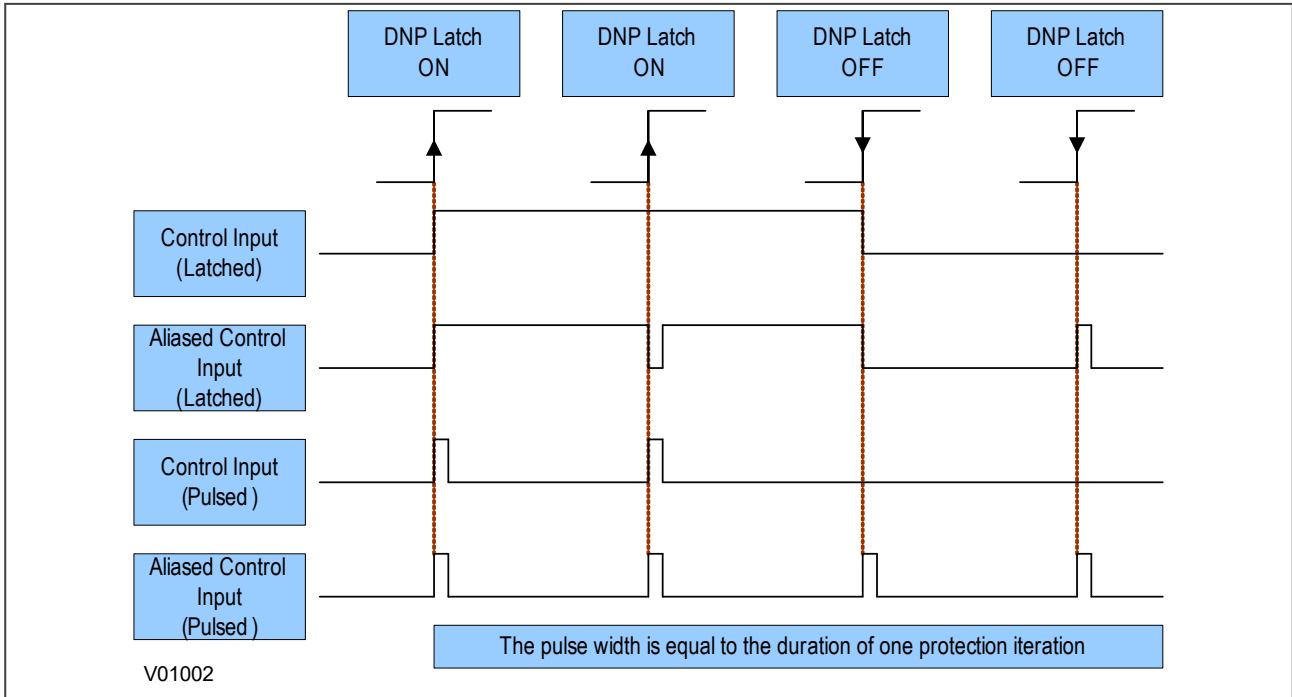 DNP Latch
ON
DNP Latch
ON
DNP Latch
OFF
DNP Latch
OFF
Control Input
(Latched)
Aliased Control
Input
(Latched)
Control Input
(Pulsed )
Aliased Control
Input
(Pulsed )
The pulse width is equal to the duration of one protection iteration
V01002